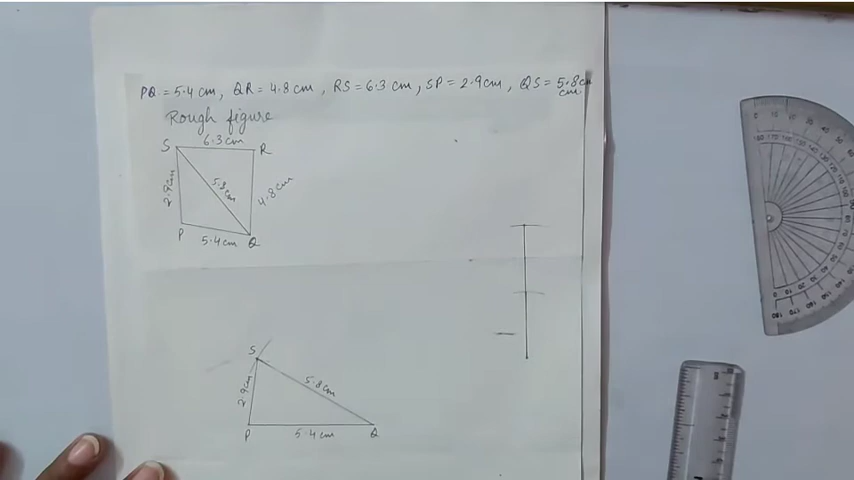 PQ = 5.4 cm, QR = 4.8 cm, RS = 6.3 cm, SP = 2.9 cm, QS = 5.8 cm
cm.
Rough figure
6.3 cm
S
R
2.9 cm
5.8 cm
4.8 cm
P
5.4 cm
Q
S
2.9 cm
5.8 cm
P
5.4 cm
Q